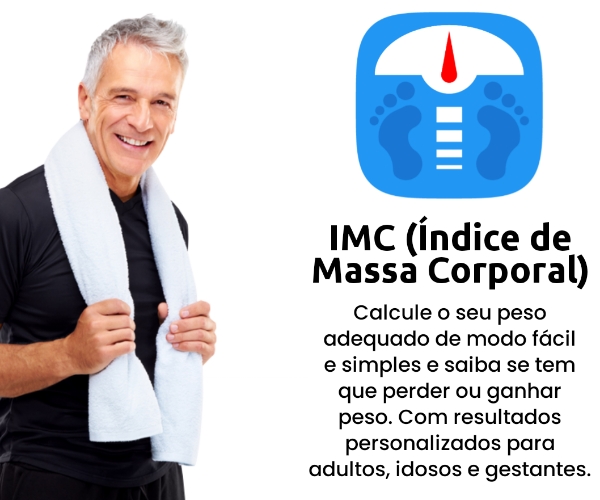 IMC (Índice de
Massa Corporal)
Calcule o seu peso
adequado de modo fácil
e simples e saiba se tem
que perder ou ganhar
peso. Com resultados
personalizados para
adultos, idosos e gestantes.